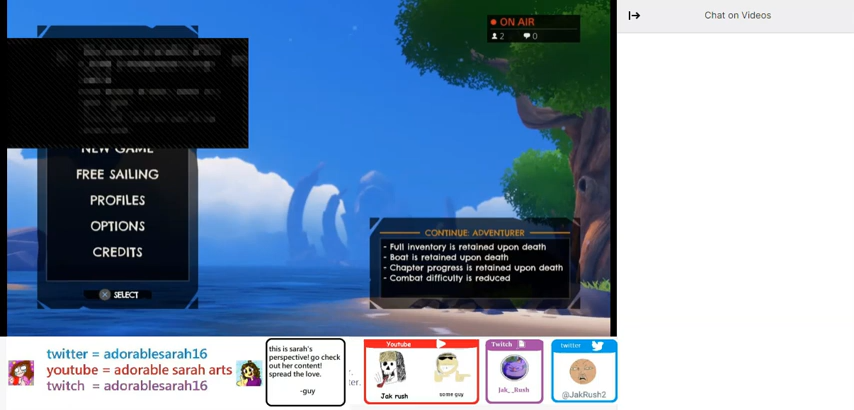 ON AIR
2
0
Chat on Videos
NEW GAME
FREE SAILING
PROFILES
OPTIONS
CREDITS
SELECT
CONTINUE: ADVENTURER
- Full inventory is retained upon death
- Boat is retained upon death
- Chapter progress is retained upon death
- Combat difficulty is reduced
twitter = adorablesarah16
youtube = adorable sarah arts
twitch = adorablesarah16
this is sarah's
perspective! go check
out her content!
spread the love.
-guy
Youtube
Jak rush
some guy
Twitch
Jak__Rush
twitter
@JakRush2